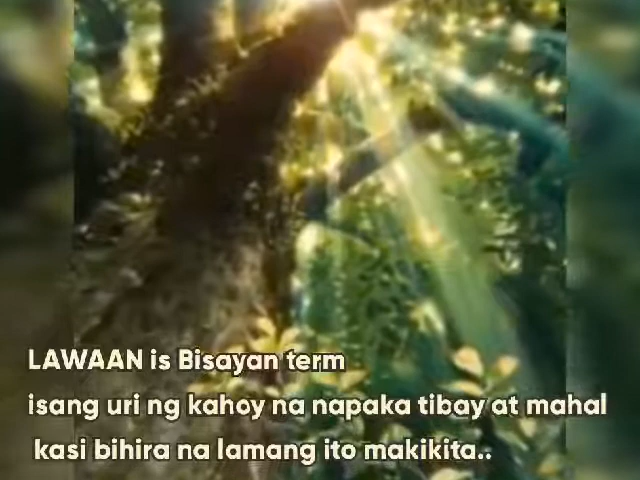 LAWAAN is Bisayan term
isang uri ng kahoy na napaka tibay at mahal
kasi bihira na lamang ito makikita..